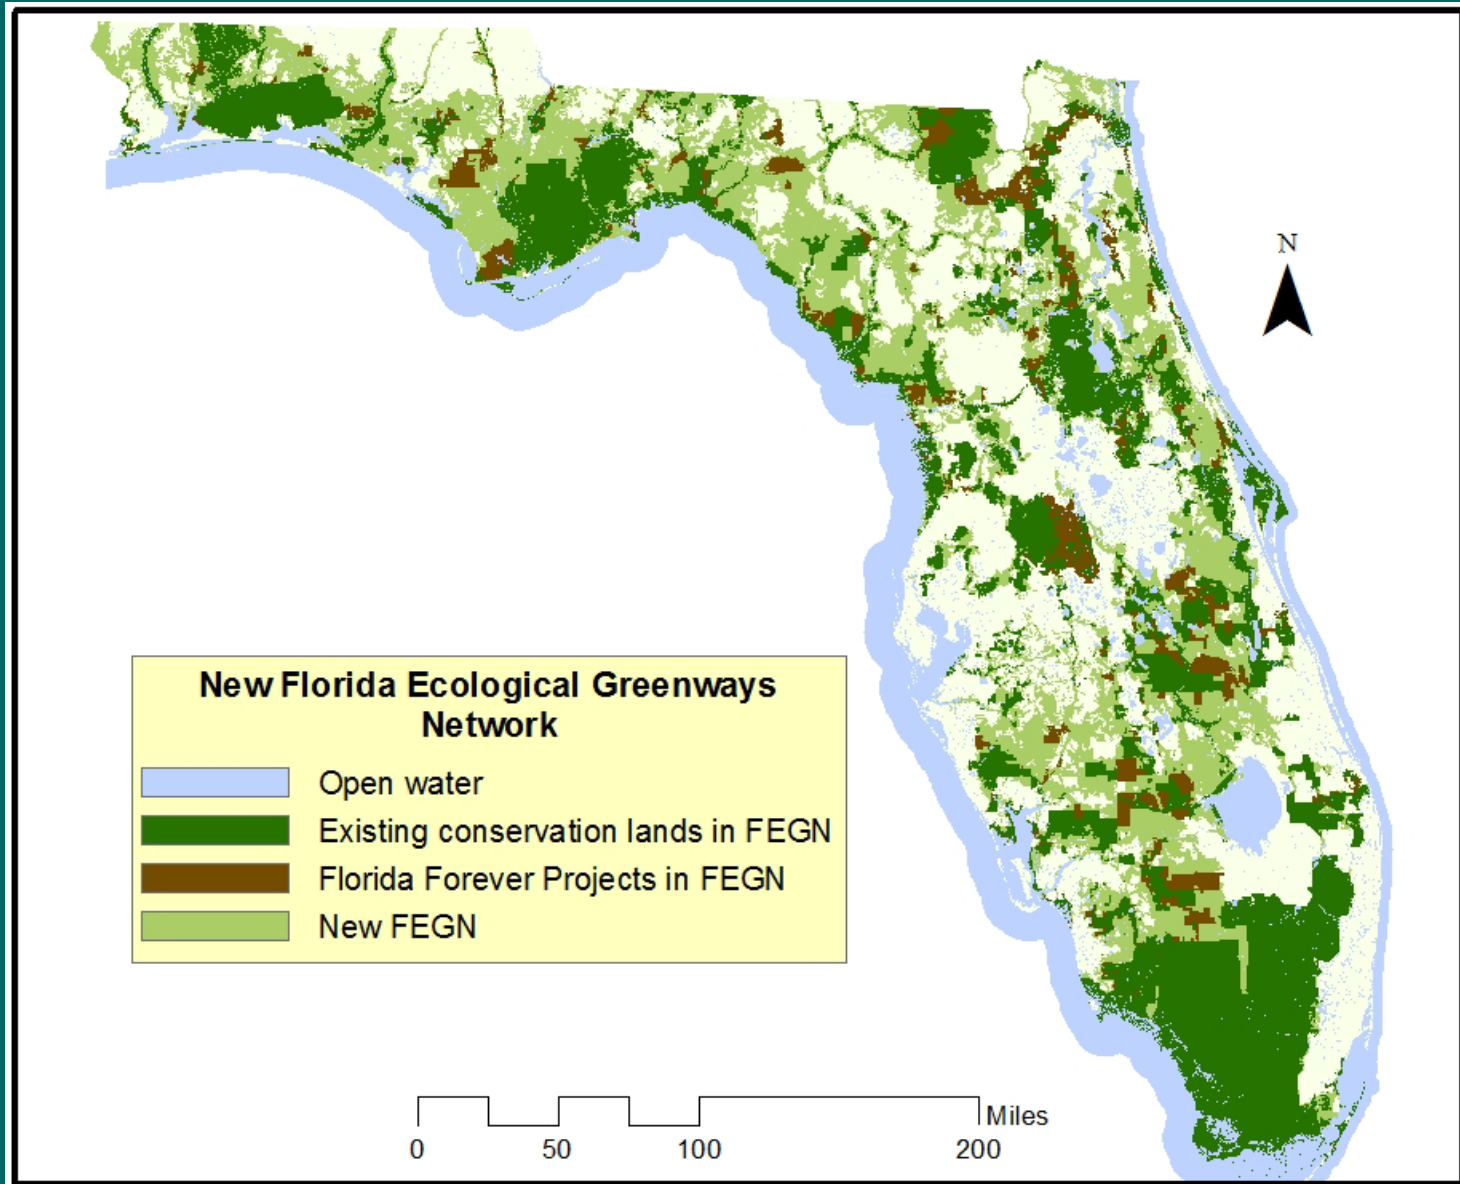 N
New Florida Ecological Greenways
Network
Open water
Existing conservation lands in FEGN
Florida Forever Projects in FEGN
New FEGN
Miles
0 50 100 200